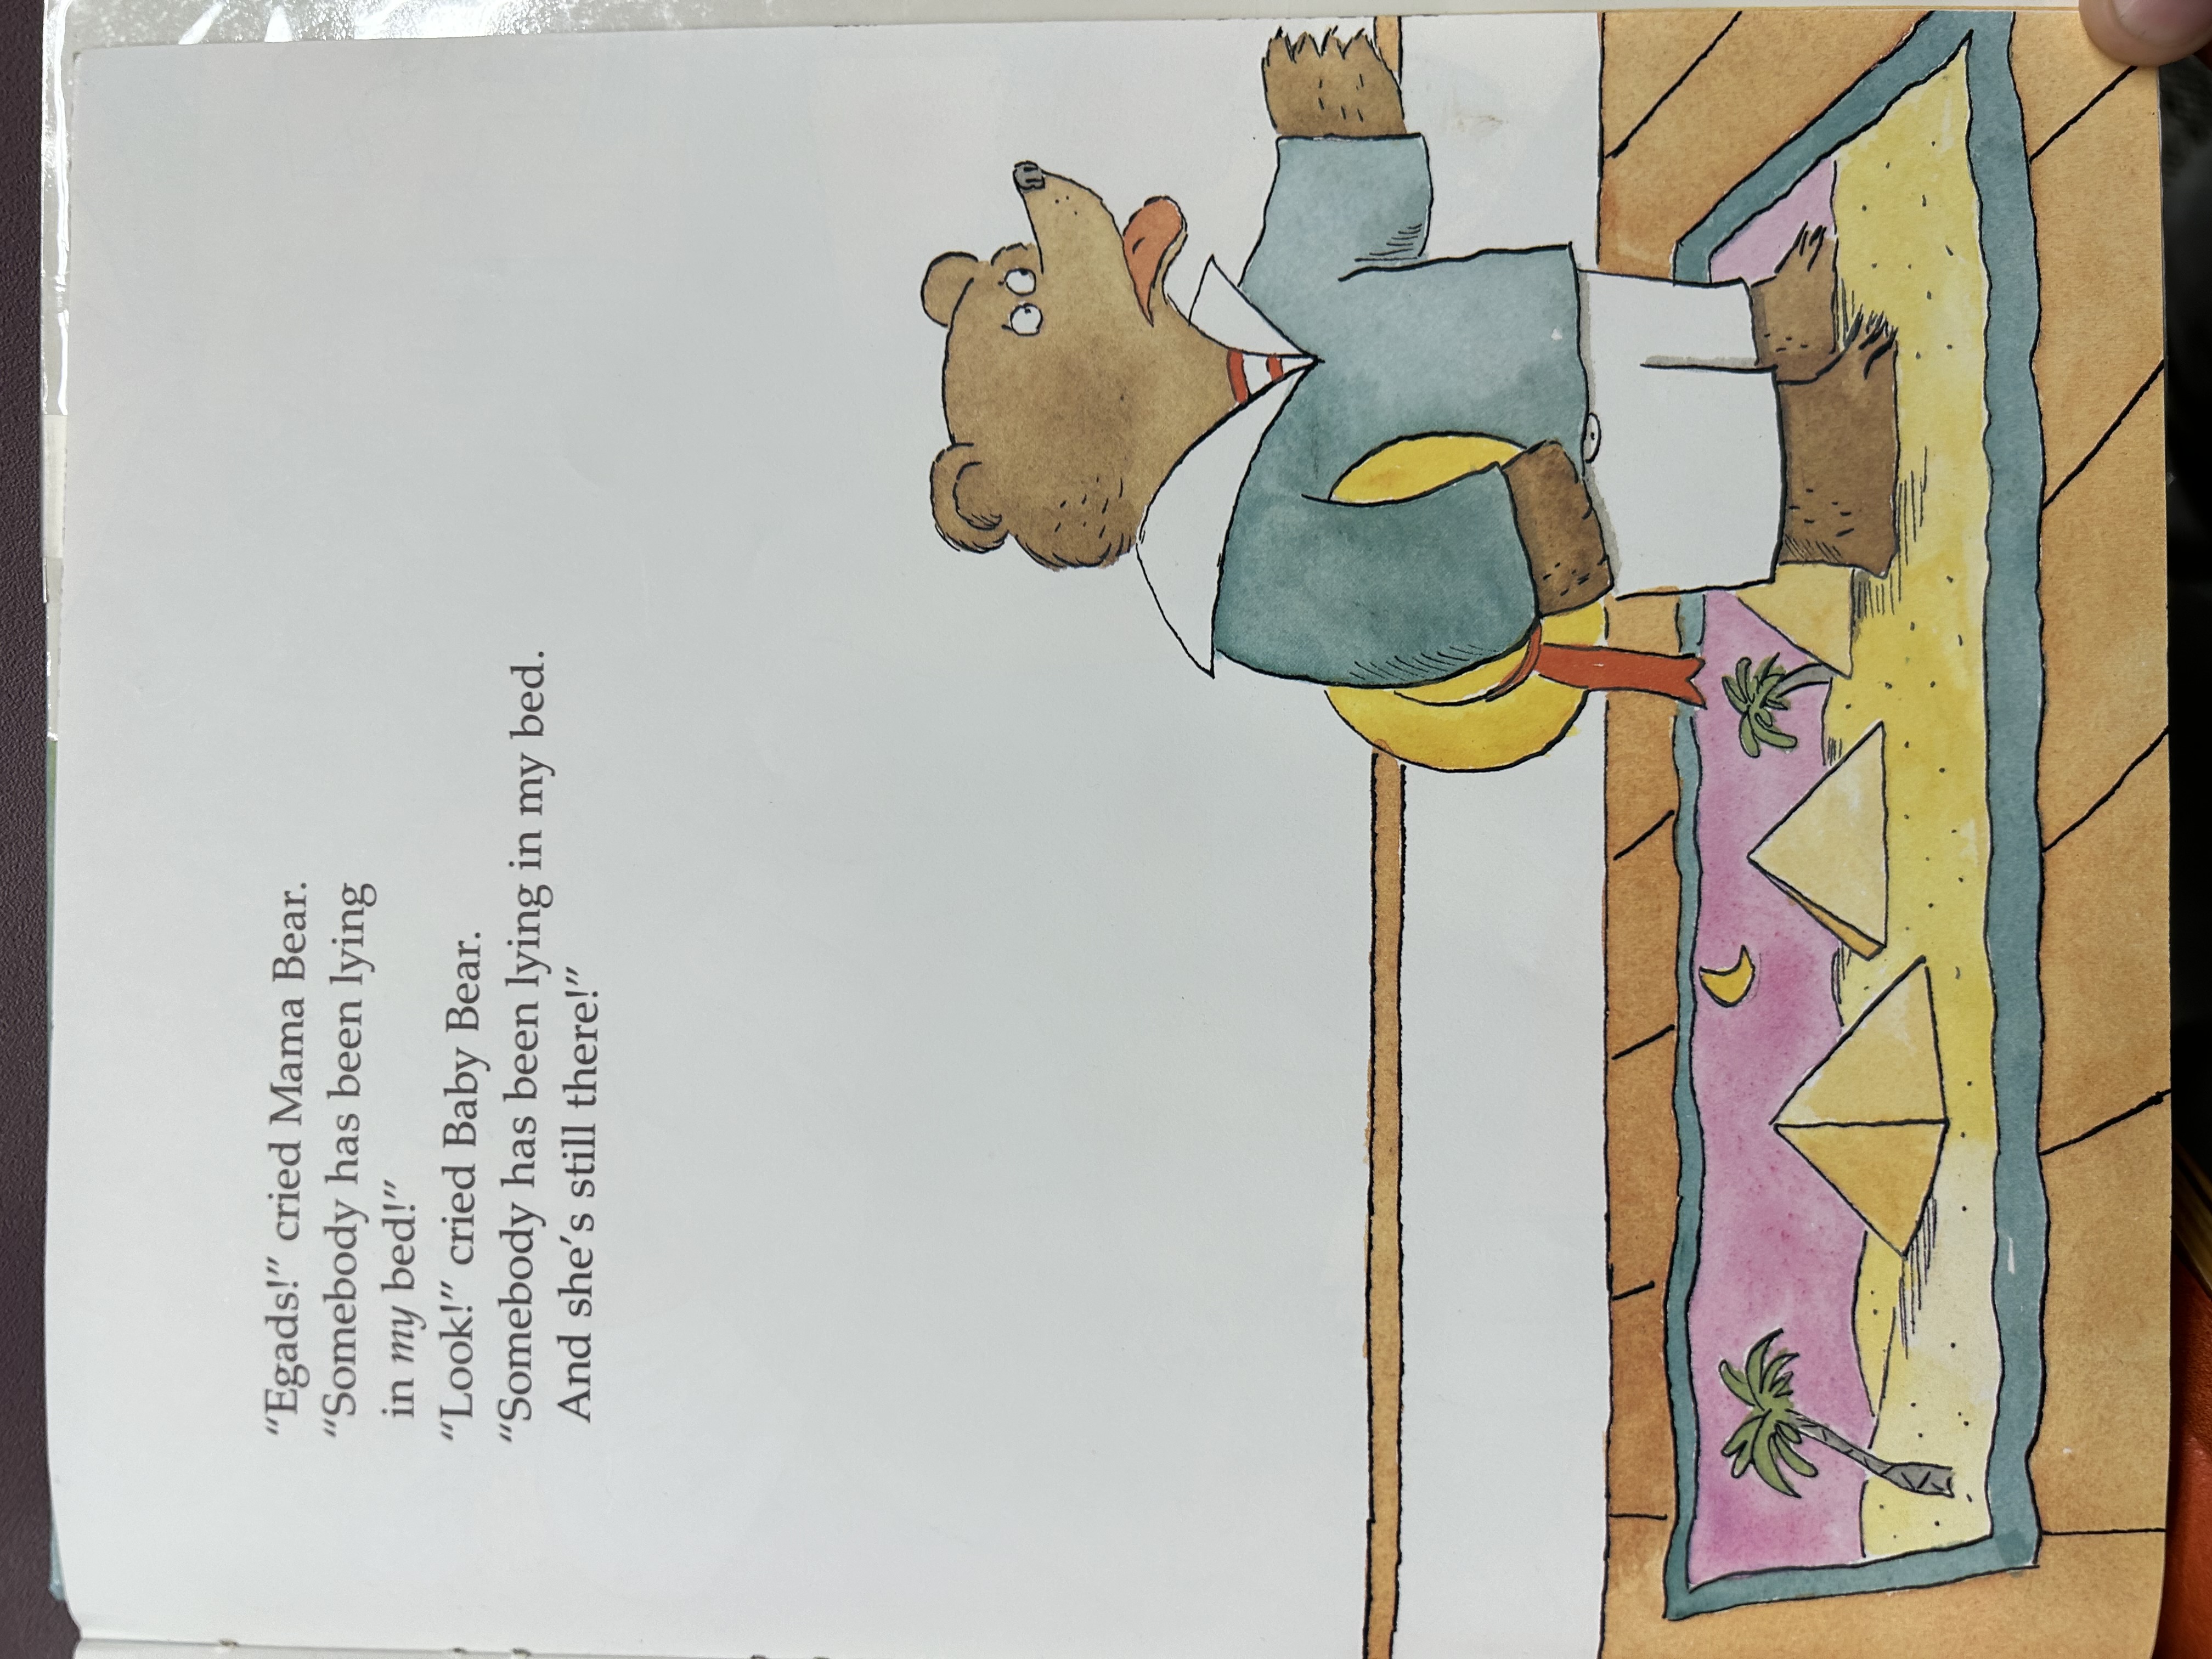 “Egads!” cried Mama Bear.
“Somebody has been lying
in my bed!”
“Look!” cried Baby Bear.
“Somebody has been lying in my bed.
And she’s still there!”